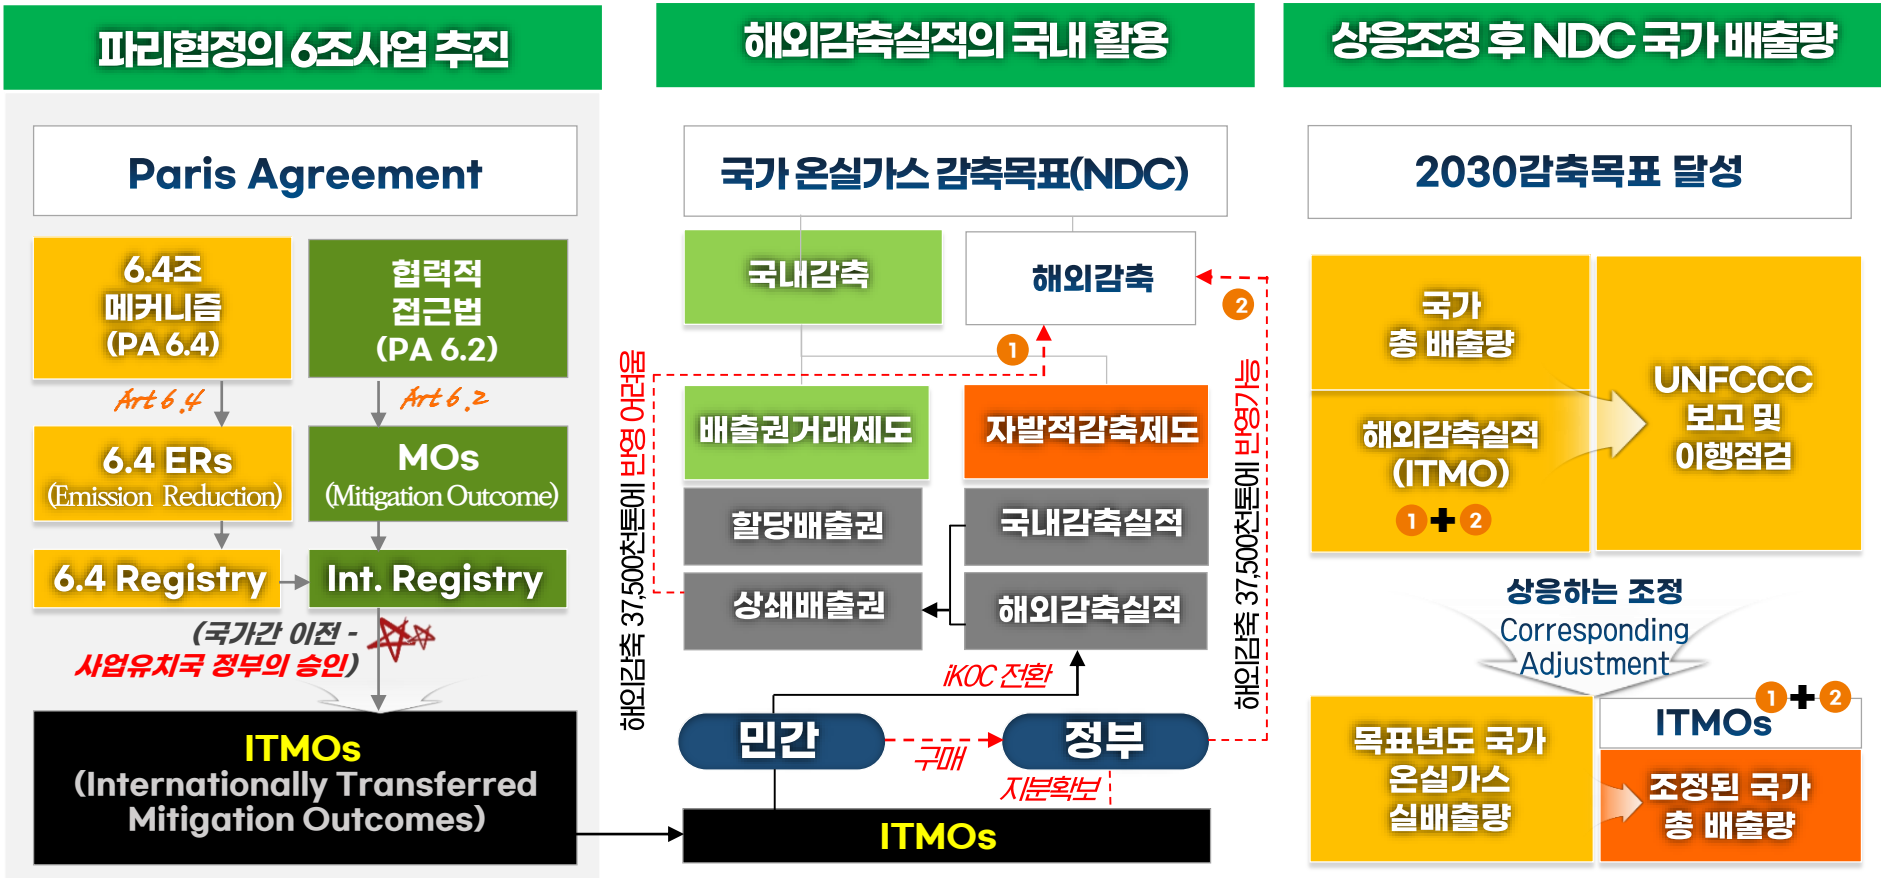 파리협정의 6조사업 추진
Paris Agreement
6.4조
메커니즘
(PA 6.4)
협력적
접근법
(PA 6.2)
Art 6.4
Art 6.2
6.4 ERs
(Emission Reduction)
MOs
(Mitigation Outcome)
6.4 Registry
Int. Registry
(국가간 이전 -
사업유치국 정부의 승인)
ITMOs
(Internationally Transferred
Mitigation Outcomes)
해외감축실적의 국내 활용
국가 온실가스 감축목표(NDC)
국내감축
해외감축
1
2
해외감축 37,500천톤에 반영 어려움
해외감축 37,500천톤에 반영가능
배출권거래제도
자발적감축제도
할당배출권
국내감축실적
상쇄배출권
해외감축실적
iKOC 전환
민간
구매
정부
지분확보
ITMOs
상응조정 후 NDC 국가 배출량
2030감축목표 달성
국가
총 배출량
해외감축실적
(ITMO)
1+2
UNFCCC
보고 및
이행점검
상응하는 조정
Corresponding
Adjustment
1+2
ITMOs
목표년도 국가
온실가스
실배출량
조정된 국가
총 배출량